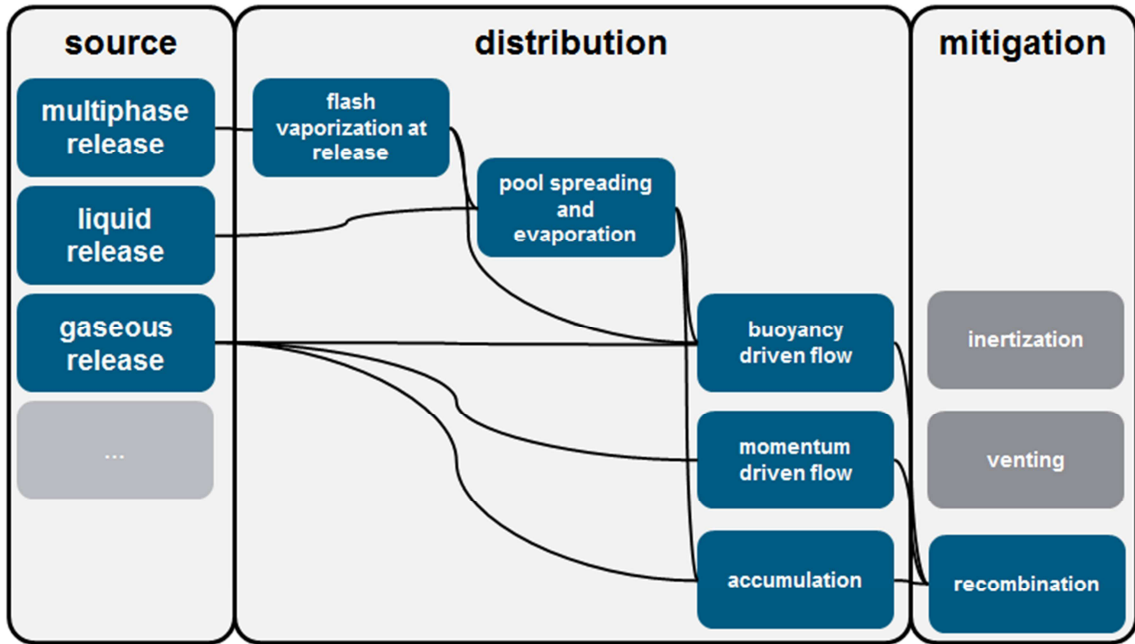 source
distribution
mitigation
multiphase
release
flash
vaporization at
release
pool spreading
and
evaporation
liquid
release
gaseous
release
buoyancy
driven flow
inertization
...
momentum
driven flow
venting
accumulation
recombination